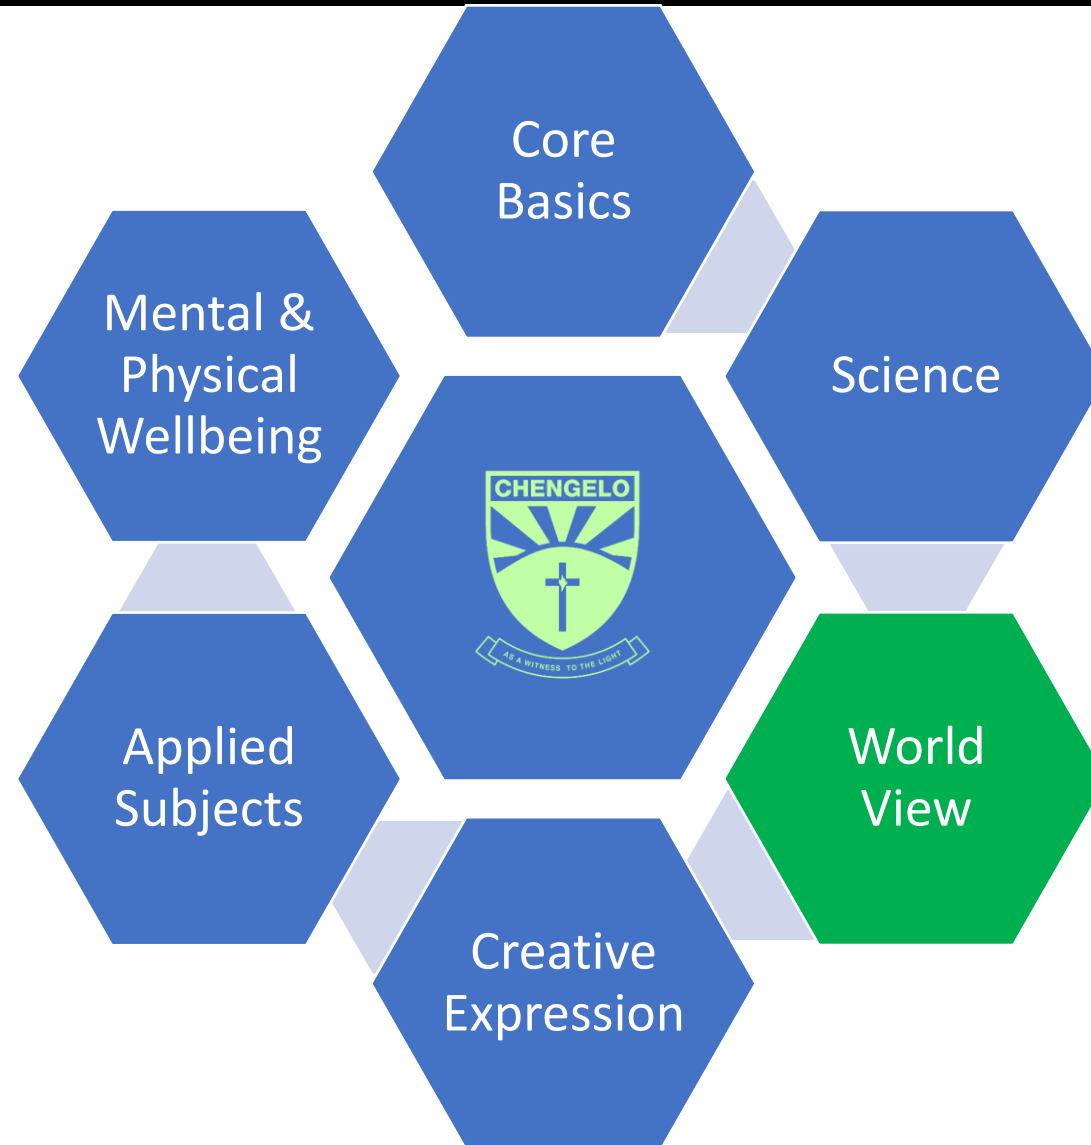 Core
Basics
Mental &
Physical
Wellbeing
Science
CHENGELO
AS A WITNESS TO THE LIGHT
Applied
Subjects
World
View
Creative
Expression